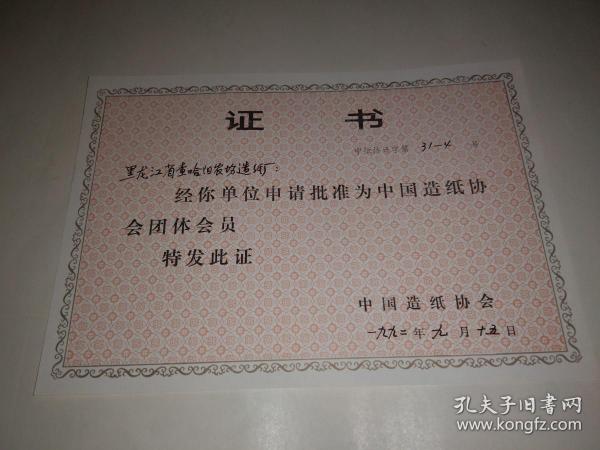 证书
中纸协这字第 31-4 号
黑龙江省查哈阳农场造纸厂：
经你单位申请批准为中国造纸协
会团体会员
特发此证
中国造纸协会
一九九二年九月十五日
孔夫子旧书网
www.kongfz.com